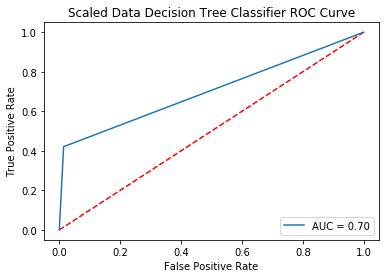 Scaled Data Decision Tree Classifier ROC Curve
1.0
0.8
0.6
0.4
0.2
0.0
True Positive Rate
AUC = 0.70
0.0 0.2 0.4 0.6 0.8 1.0
False Positive Rate